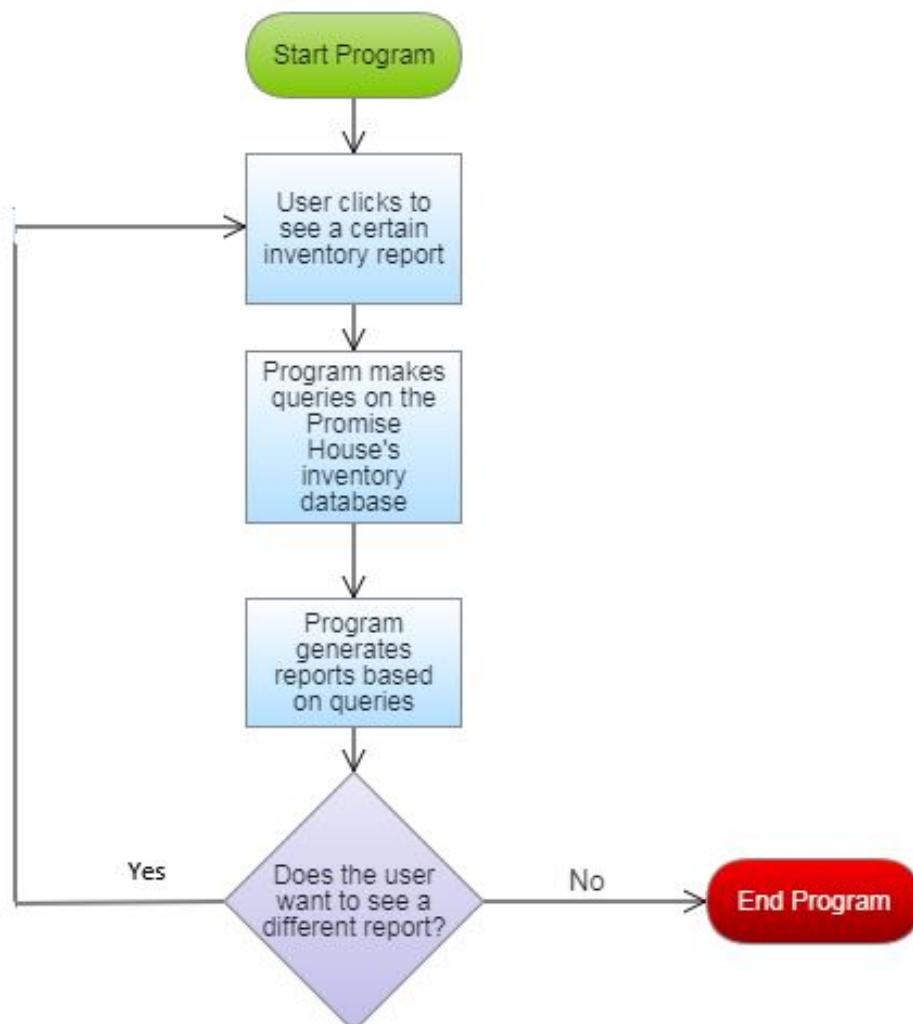 Start Program
User clicks to
see a certain
inventory report
Program makes
queries on the
Promise
House's
inventory
database
Program
generates
reports based
on queries
Yes
Does the user
want to see a
different report?
No
End Program